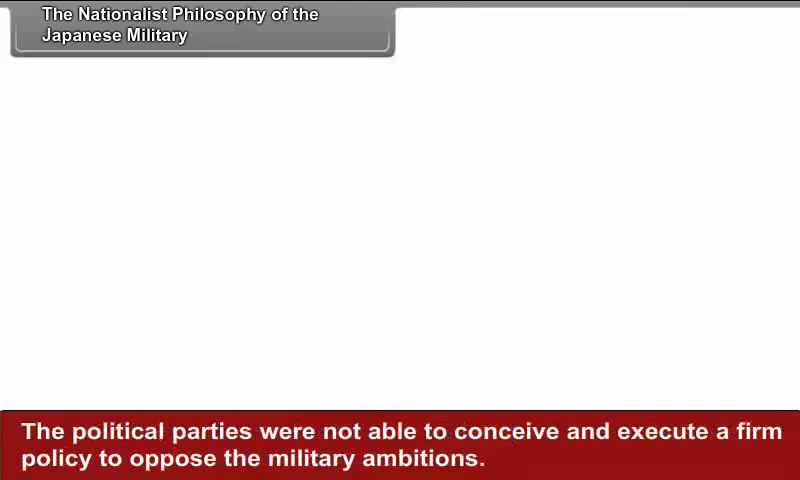 The Nationalist Philosophy of the
Japanese Military
The political parties were not able to conceive and execute a firm
policy to oppose the military ambitions.